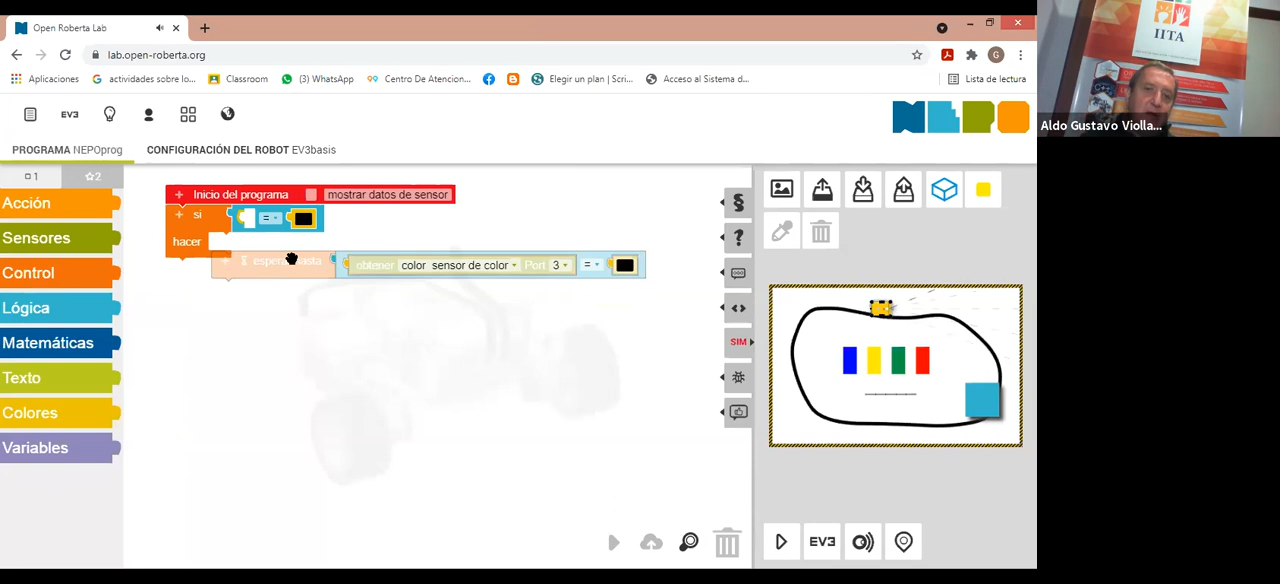 Open Roberta Lab
lab.open-roberta.org
Aplicaciones
actividades sobre lo...
Classroom
(3) WhatsApp
Centro De Atencion...
Elegir un plan | Scri...
Acceso al Sistema d...
Lista de lectura
G
IITA
Aldo Gustavo Violla...
EV3
PROGRAMA NEPOprog
CONFIGURACIÓN DEL ROBOT EV3basis
1
2
Acción
Sensores
Control
Lógica
Matemáticas
Texto
Colores
Variables
+ Inicio del programa
mostrar datos de sensor
+ si
=
hacer
+ espera hasta
obtener color sensor de color Port 3 =
§
?
SIM
EV3